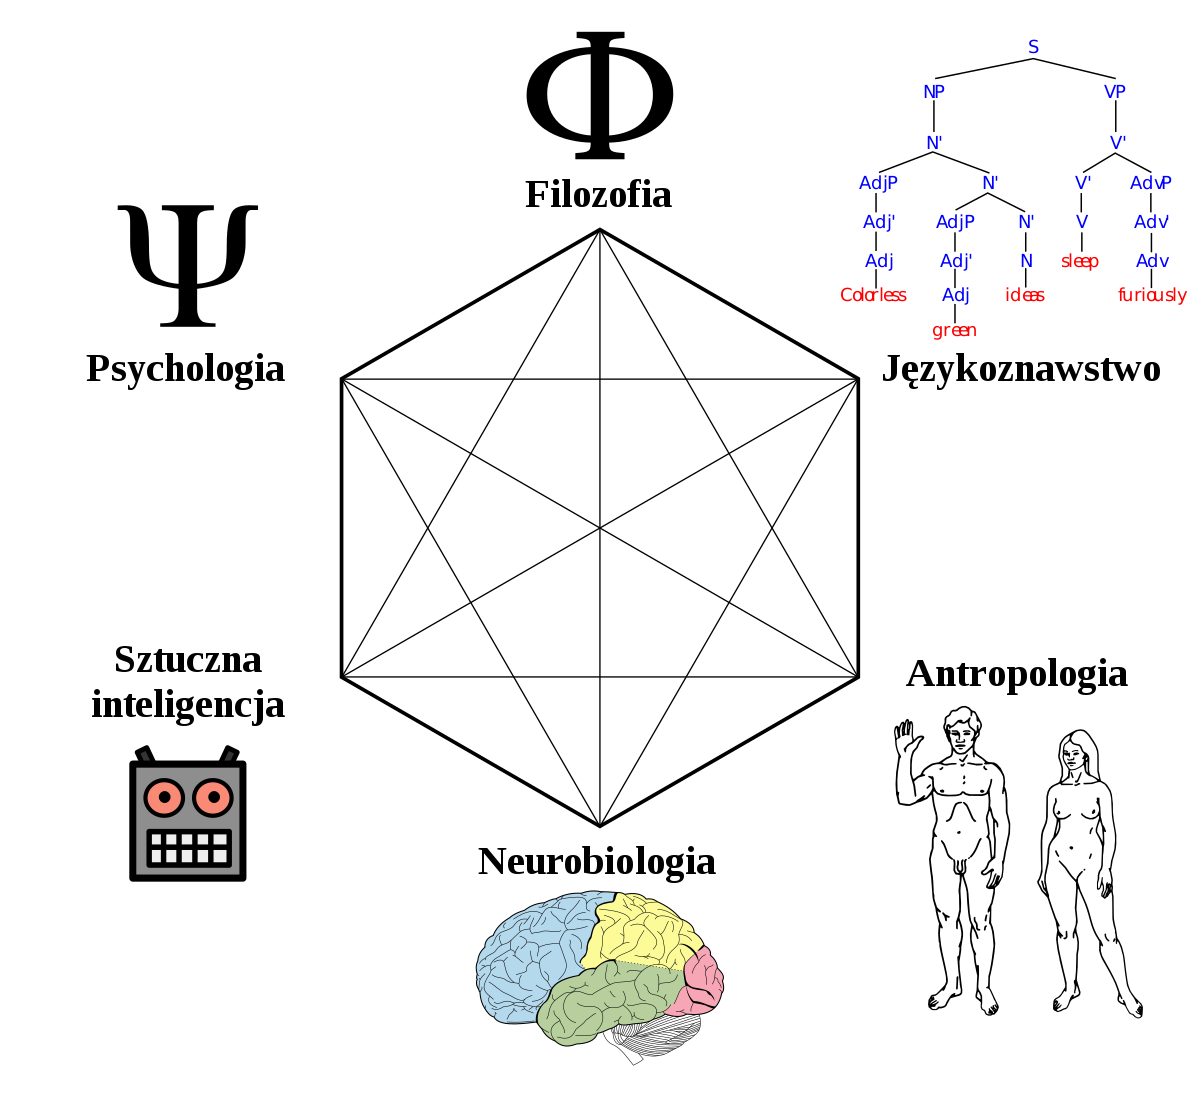 Φ
Filozofia
Ψ
Psychologia
S
NP VP
N' V'
AdjP N' V' AdvP
Adj' AdjP N' V Adv'
Adj Adj' N sleep Adv
Colorless Adj ideas furiously
green
Językoznawstwo
Sztuczna
inteligencja
Antropologia
Neurobiologia